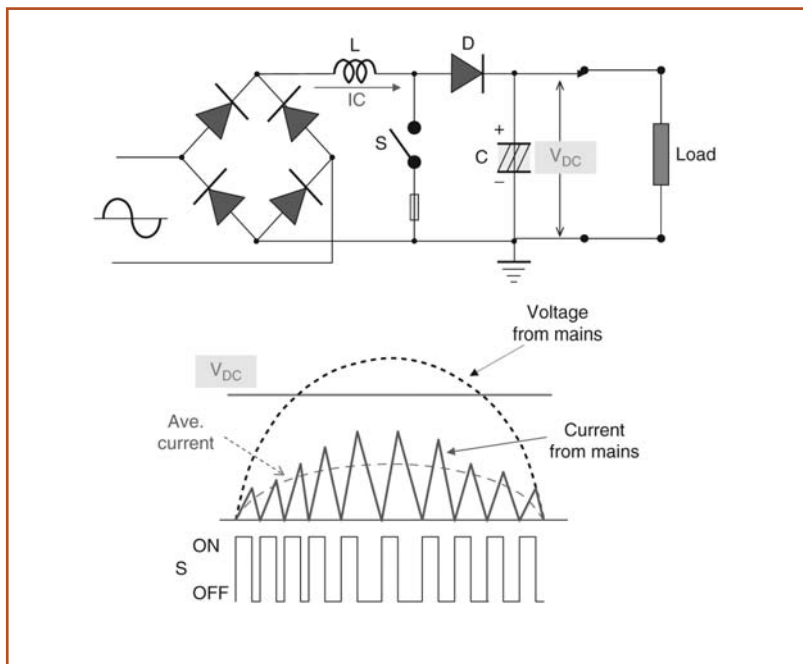 L
D
IC
S
+
C
−
V_DC
Load
Voltage
from mains
V_DC
Ave.
current
Current
from mains
ON
S
OFF